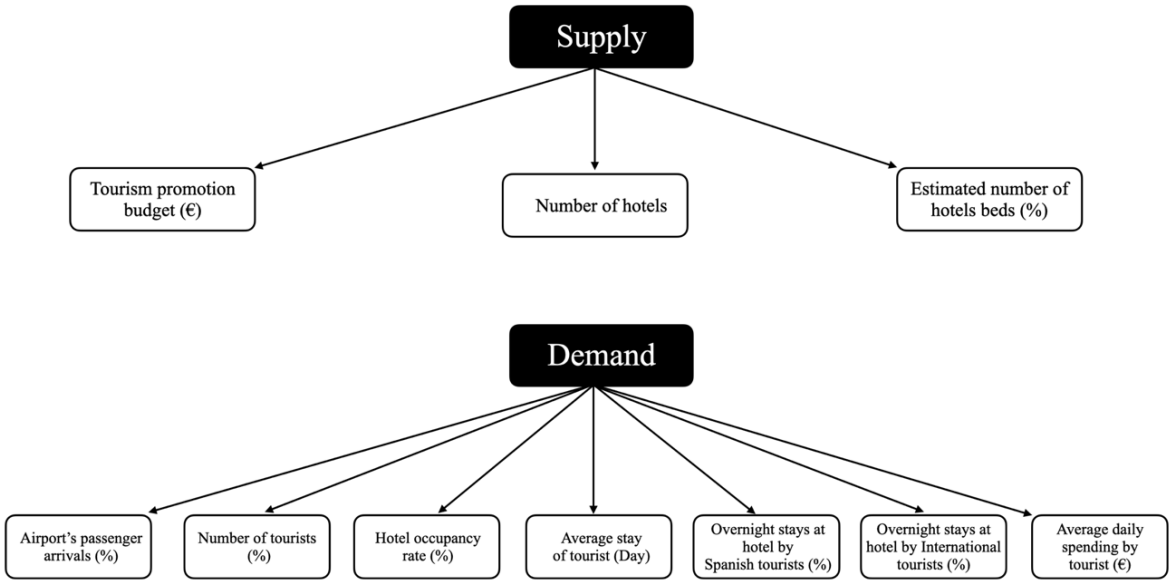 Supply
Tourism promotion
budget (€)
Number of hotels
Estimated number of
hotels beds (%)
Demand
Airport’s passenger
arrivals (%)
Number of tourists
(%)
Hotel occupancy
rate (%)
Average stay
of tourist (Day)
Overnight stays at
hotel by
Spanish tourists (%)
Overnight stays at
hotel by International
tourists (%)
Average daily
spending by
tourist (€)